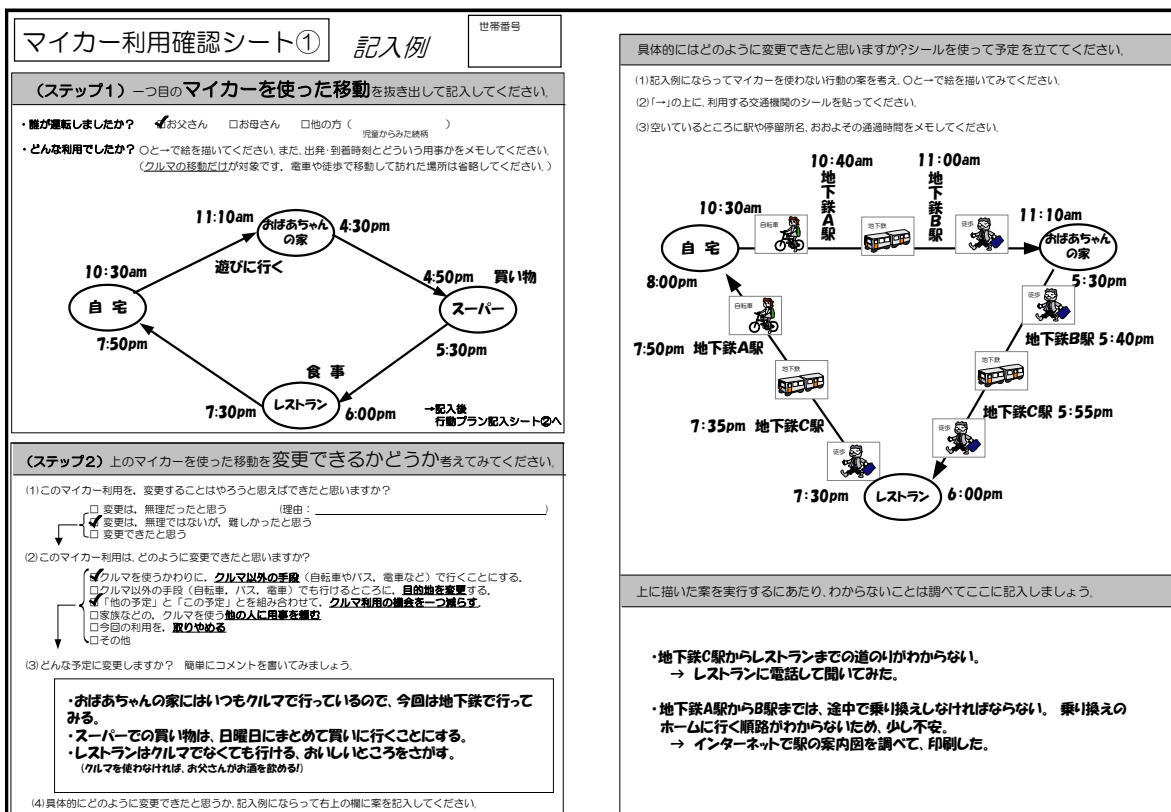 マイカー利用確認シート①
記入例
世帯番号
(ステップ1) 一つ目のマイカーを使った移動を抜き出して記入してください。
・誰が運転しましたか? ☑お父さん □お母さん □他の方( )
児童からみた続柄
・どんな利用でしたか? ○と→で絵を描いてください。また、出発・到着時刻とどういう用事かをメモしてください。
(クルマの移動だけが対象です。電車や徒歩で移動して訪れた場所は省略してください。)
11:10am
おばあちゃん
の家
4:30pm
遊びに行く
10:30am
自 宅
7:50pm
4:50pm 買い物
スーパー
5:30pm
食 事
7:30pm
レストラン
6:00pm
→記入後
行動プラン記入シート②へ
(ステップ2) 上のマイカーを使った移動を変更できるかどうか考えてみてください。
(1)このマイカー利用を、変更することはやろうと思えばできたと思いますか?
□ 変更は、無理だったと思う (理由: )
☑ 変更は、無理ではないが、難しかったと思う
□ 変更できたと思う
(2)このマイカー利用は、どのように変更できたと思いますか?
☑クルマを使うかわりに、クルマ以外の手段(自転車やバス、電車など)で行くことにする。
□クルマ以外の手段(自転車、バス、電車)でも行けるところに、目的地を変更する。
☑「他の予定」と「この予定」とを組み合わせて、クルマ利用の機会を一つ減らす。
□家族などの、クルマを使う他の人に用事を頼む
□今回の利用を、取りやめる
□その他
(3)どんな予定に変更しますか? 簡単にコメントを書いてみましょう。
・おばあちゃんの家にはいつもクルマで行っているので、今回は地下鉄で行って
みる。
・スーパーでの買い物は、日曜日にまとめて買いに行くことにする。
・レストランはクルマでなくても行ける、おいしいところをさがす。
(クルマを使わなければ、お父さんがお酒を飲める!)
(4)具体的にどのように変更できたと思うか、記入例にならって右上の欄に案を記入してください。
具体的にはどのように変更できたと思いますか?シールを使って予定を立ててください。
(1)記入例にならってマイカーを使わない行動の案を考え、○と→で絵を描いてみてください。
(2)「→」の上に、利用する交通機関のシールを貼ってください。
(3)空いているところに駅や停留所名、おおよその通過時間をメモしてください。
10:40am
地下鉄A駅
11:00am
地下鉄B駅
10:30am
自転車
地下鉄
徒歩
11:10am
自 宅
おばあちゃん
の家
8:00pm
5:30pm
徒歩
自転車
地下鉄B駅 5:40pm
7:50pm 地下鉄A駅
地下鉄
地下鉄
地下鉄C駅 5:55pm
7:35pm 地下鉄C駅
徒歩
徒歩
7:30pm
レストラン
6:00pm
上に描いた案を実行するにあたり、わからないことは調べてここに記入しましょう。
・地下鉄C駅からレストランまでの道のりがわからない。
→ レストランに電話して聞いてみた。
・地下鉄A駅からB駅までは、途中で乗り換えしなければならない。 乗り換えの
ホームに行く順路がわからないため、少し不安。
→ インターネットで駅の案内図を調べて、印刷した。